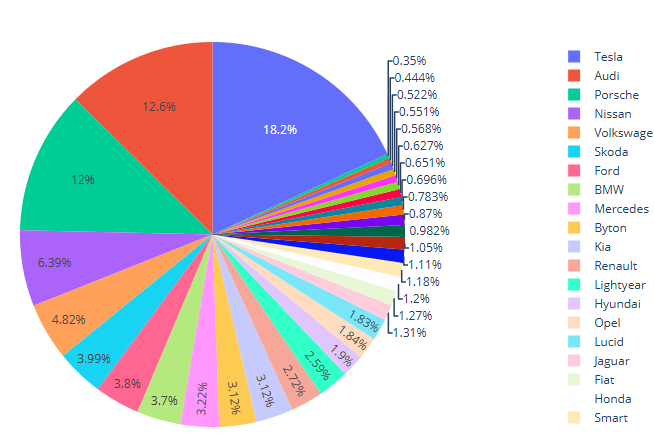 0.35%
0.444%
0.522%
0.551%
0.568%
0.627%
0.651%
0.696%
0.783%
0.87%
0.982%
1.05%
1.11%
1.18%
1.2%
1.27%
1.31%
18.2%
12.6%
12%
6.39%
4.82%
3.99%
3.8%
3.7%
3.22%
3.12%
3.12%
2.72%
2.59%
1.9%
1.84%
1.83%
Tesla
Audi
Porsche
Nissan
Volkswage
Skoda
Ford
BMW
Mercedes
Byton
Kia
Renault
Lightyear
Hyundai
Opel
Lucid
Jaguar
Fiat
Honda
Smart